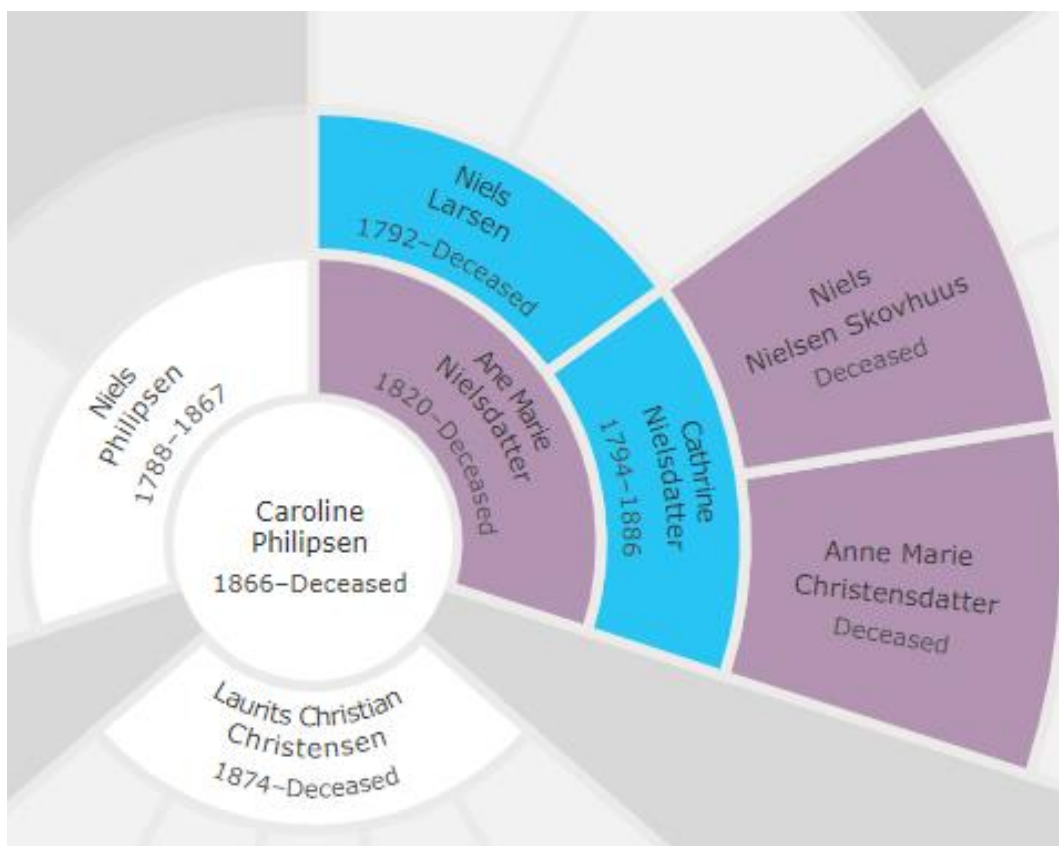 Niels
Larsen
1792–Deceased
Niels
Philipsen
1788–1867
Ane Marie
Nielsdatter
1820–Deceased
Cathrine
Nielsdatter
1794–1886
Niels
Nielsen Skovhuus
Deceased
Anne Marie
Christensdatter
Deceased
Caroline
Philipsen
1866–Deceased
Laurits Christian
Christensen
1874–Deceased